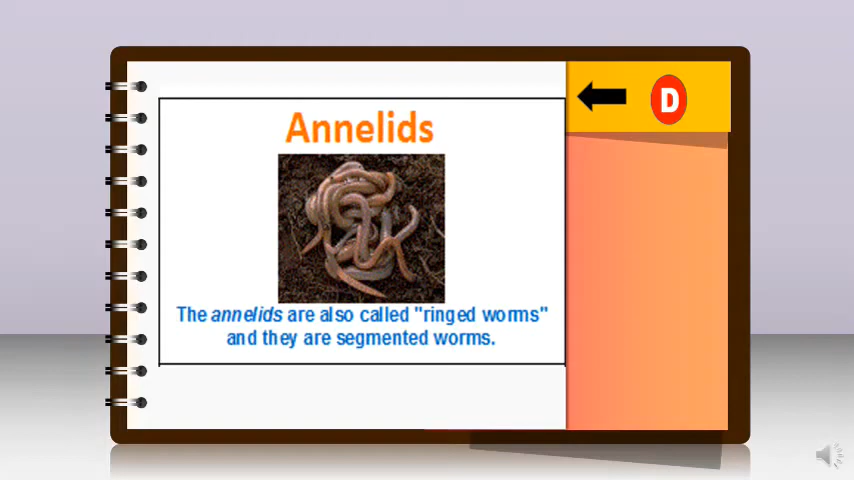 Annelids
The annelids are also called "ringed worms"
and they are segmented worms.
D